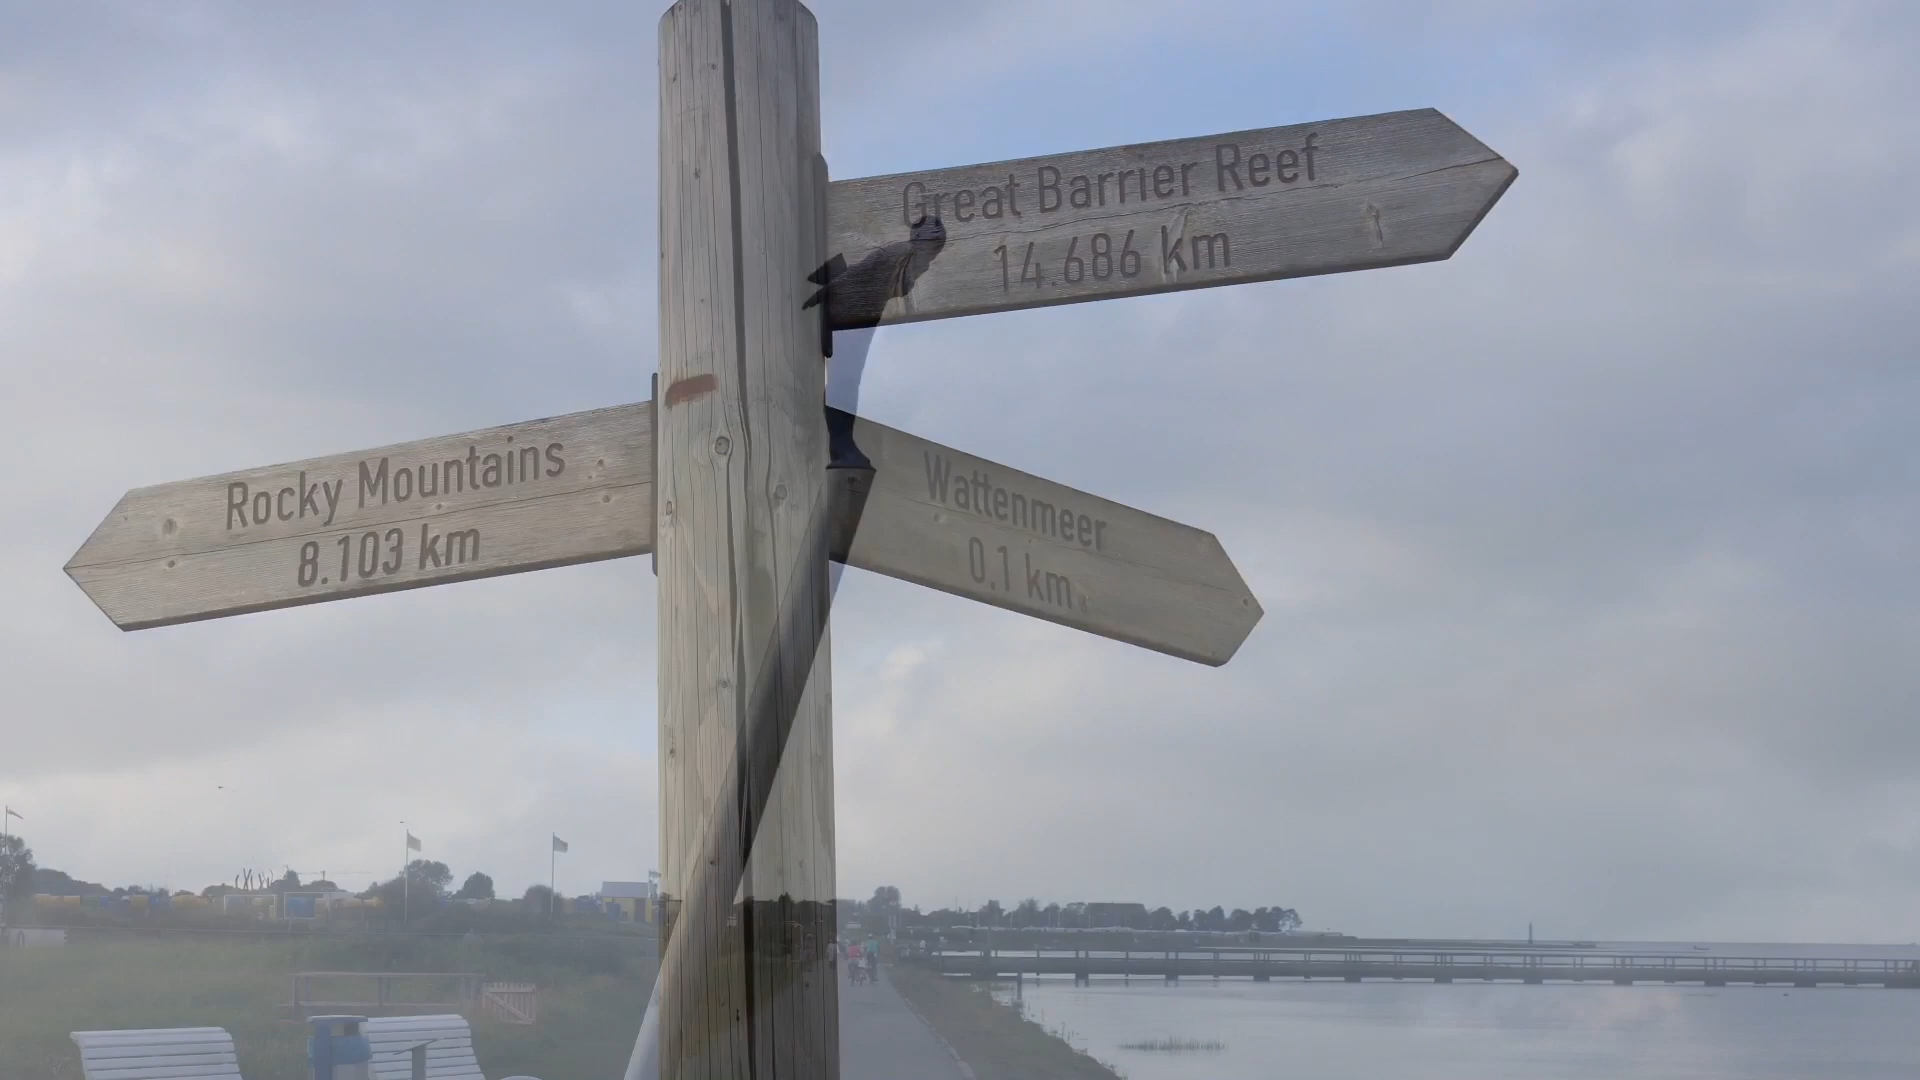 Great Barrier Reef
14.686 km
Rocky Mountains
8.103 km
Wattenmeer
0.1 km